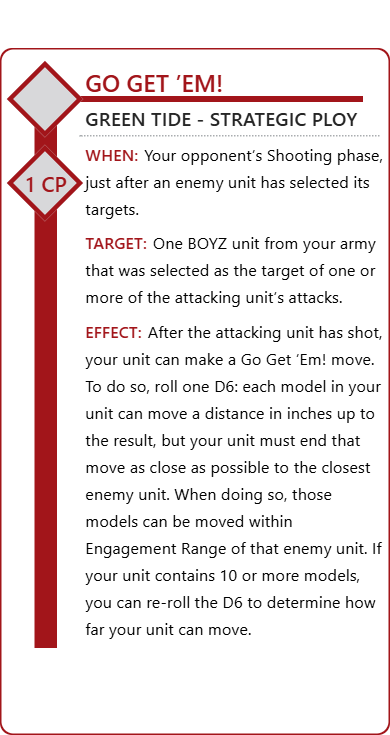 GO GET ’EM!
GREEN TIDE - STRATEGIC PLOY
WHEN: Your opponent’s Shooting phase,
just after an enemy unit has selected its
targets.
1 CP
TARGET: One BOYZ unit from your army
that was selected as the target of one or
more of the attacking unit’s attacks.
EFFECT: After the attacking unit has shot,
your unit can make a Go Get ‘Em! move.
To do so, roll one D6: each model in your
unit can move a distance in inches up to
the result, but your unit must end that
move as close as possible to the closest
enemy unit. When doing so, those
models can be moved within
Engagement Range of that enemy unit. If
your unit contains 10 or more models,
you can re-roll the D6 to determine how
far your unit can move.